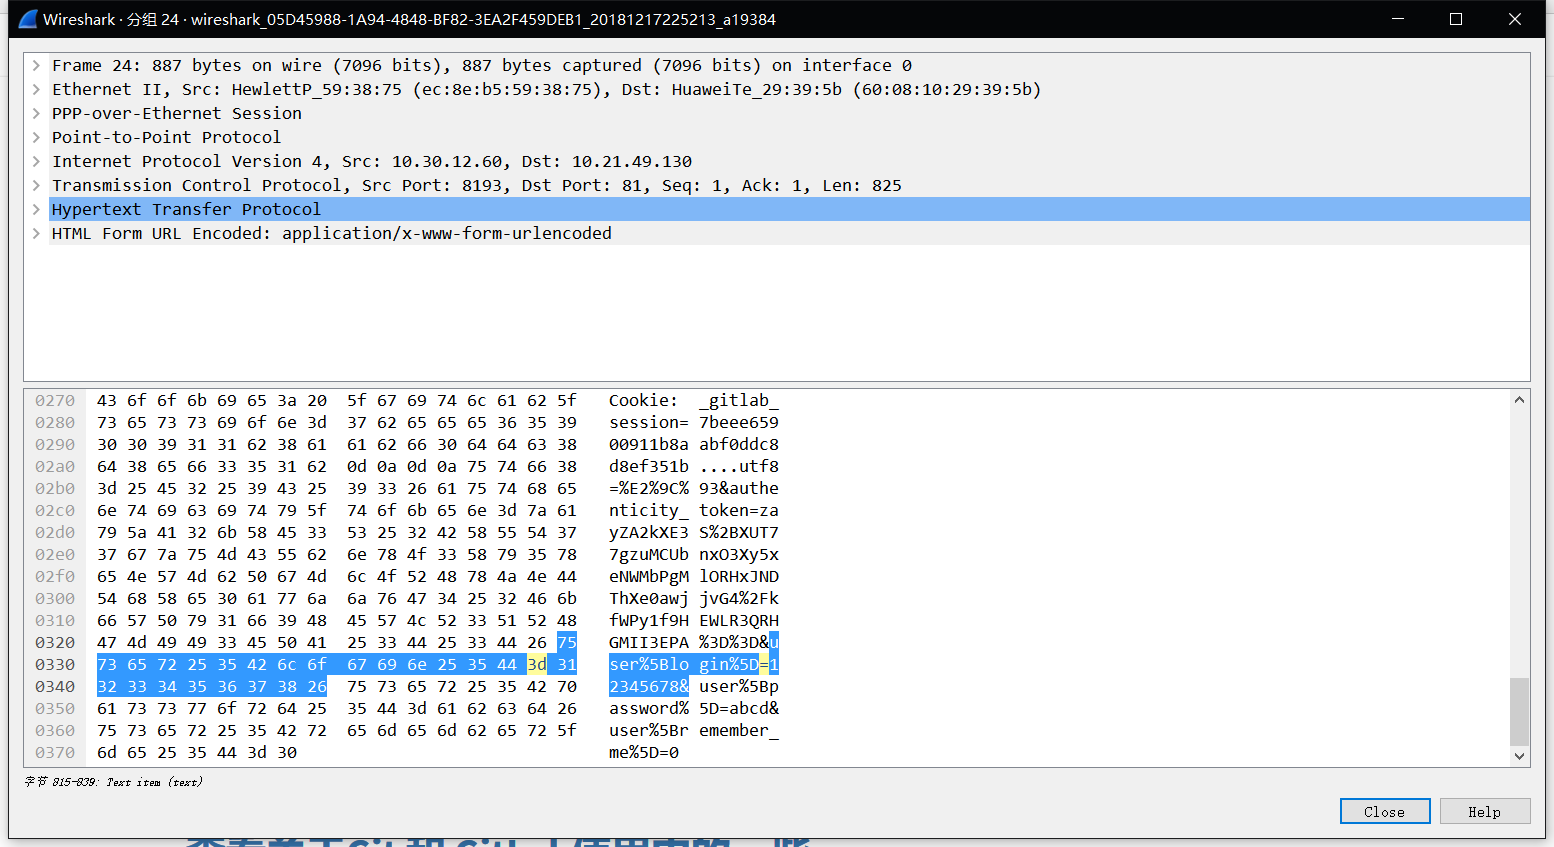 Wireshark · 分组 24 · wireshark_05D45988-1A94-4848-BF82-3EA2F459DEB1_20181217225213_a19384
Frame 24: 887 bytes on wire (7096 bits), 887 bytes captured (7096 bits) on interface 0
Ethernet II, Src: HewlettP_59:38:75 (ec:8e:b5:59:38:75), Dst: HuaweiTe_29:39:5b (60:08:10:29:39:5b)
PPP-over-Ethernet Session
Point-to-Point Protocol
Internet Protocol Version 4, Src: 10.30.12.60, Dst: 10.21.49.130
Transmission Control Protocol, Src Port: 8193, Dst Port: 81, Seq: 1, Ack: 1, Len: 825
Hypertext Transfer Protocol
HTML Form URL Encoded: application/x-www-form-urlencoded
0270 43 6f 6f 6b 69 65 3a 20 5f 67 69 74 6c 61 62 5f Cookie: _gitlab_
0280 73 65 73 73 69 6f 6e 3d 37 62 65 65 65 36 35 39 session= 7beee659
0290 30 30 39 31 31 62 38 61 61 62 66 30 64 64 63 38 00911b8a abf0ddc8
02a0 64 38 65 66 33 35 31 62 0d 0a 0d 0a 75 74 66 38 d8ef351b ....utf8
02b0 3d 25 45 32 25 39 43 25 39 33 26 61 75 74 68 65 =%E2%9C% 93&authe
02c0 6e 74 69 63 69 74 79 5f 74 6f 6b 65 6e 3d 7a 61 nticity_ token=za
02d0 79 5a 41 32 6b 58 45 33 53 25 32 42 58 55 54 37 yZA2kXE3 S%2BXUT7
02e0 37 67 7a 75 4d 43 55 62 6e 78 4f 33 58 79 35 78 7gzuMCUb nxO3Xy5x
02f0 65 4e 57 4d 62 50 67 4d 6c 4f 52 48 78 4a 4e 44 eNWMbPgM lORHxJND
0300 54 68 58 65 30 61 77 6a 6a 76 47 34 25 32 46 6b ThXe0awj jvG4%2Fk
0310 66 57 50 79 31 66 39 48 45 57 4c 52 33 51 52 48 fWPy1f9H EWLR3QRH
0320 47 4d 49 49 33 45 50 41 25 33 44 25 33 44 26 75 GMII3EPA %3D%3D&u
0330 73 65 72 25 35 42 6c 6f 67 69 6e 25 35 44 3d 31 ser%5Blo gin%5D=1
0340 32 33 34 35 36 37 38 26 75 73 65 72 25 35 42 70 2345678& user%5Bp
0350 61 73 73 77 6f 72 64 25 35 44 3d 61 62 63 64 26 assword% 5D=abcd&
0360 75 73 65 72 25 35 42 72 65 6d 65 6d 62 65 72 5f user%5Br emember_
0370 6d 65 25 35 44 3d 30 me%5D=0
字节 815-839: Text item (text)
Close Help